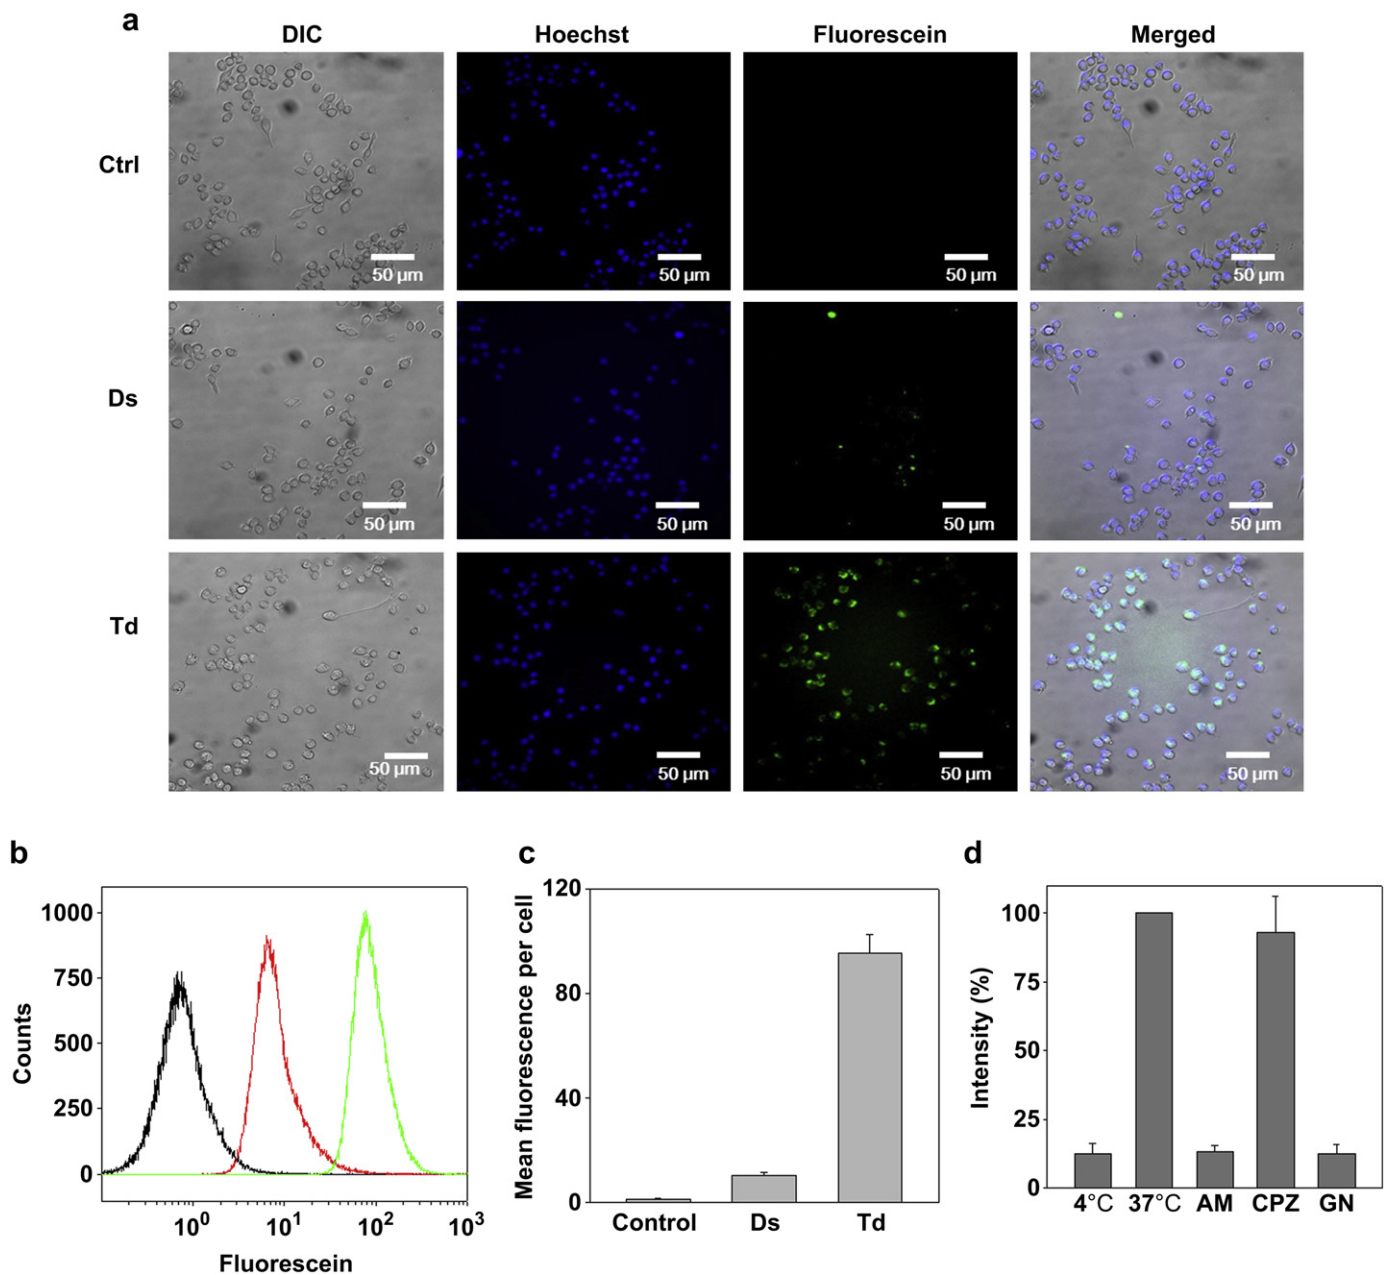 a
DIC Hoechst Fluorescein Merged
Ctrl
50 µm 50 µm 50 µm 50 µm
Ds
50 µm 50 µm 50 µm 50 µm
Td
50 µm 50 µm 50 µm 50 µm
b
1000
750
500
250
0
Counts
10⁰ 10¹ 10² 10³
Fluorescein
c
120
80
40
0
Mean fluorescence per cell
Control Ds Td
d
100
75
50
25
0
Intensity (%)
4°C 37°C AM CPZ GN